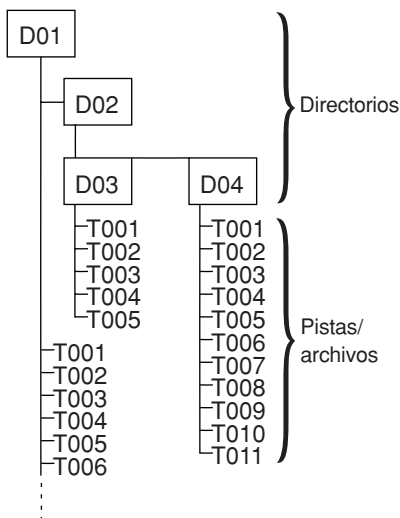 D01
D02
D03
D04
Directorios
T001
T002
T003
T004
T005
T001
T002
T003
T004
T005
T006
T007
T008
T009
T010
T011
Pistas/
archivos
T001
T002
T003
T004
T005
T006